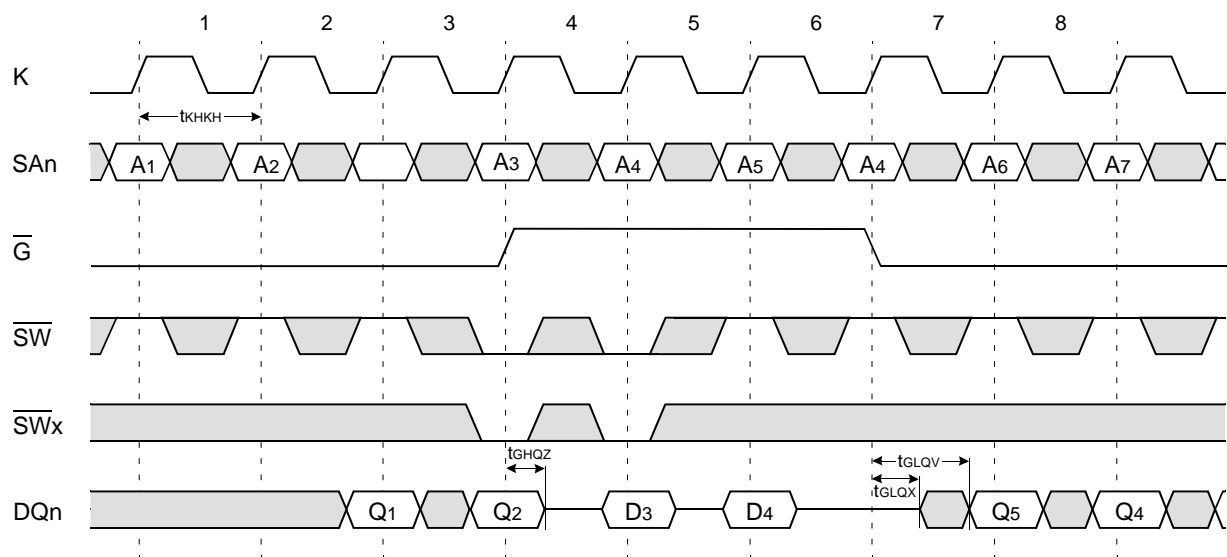 1 2 3 4 5 6 7 8
K
tKHKH
SAn A1 A2 A3 A4 A5 A4 A6 A7
G
SW
SWx
tGHQZ tGLQV
tGLQX
DQn Q1 Q2 D3 D4 Q5 Q4